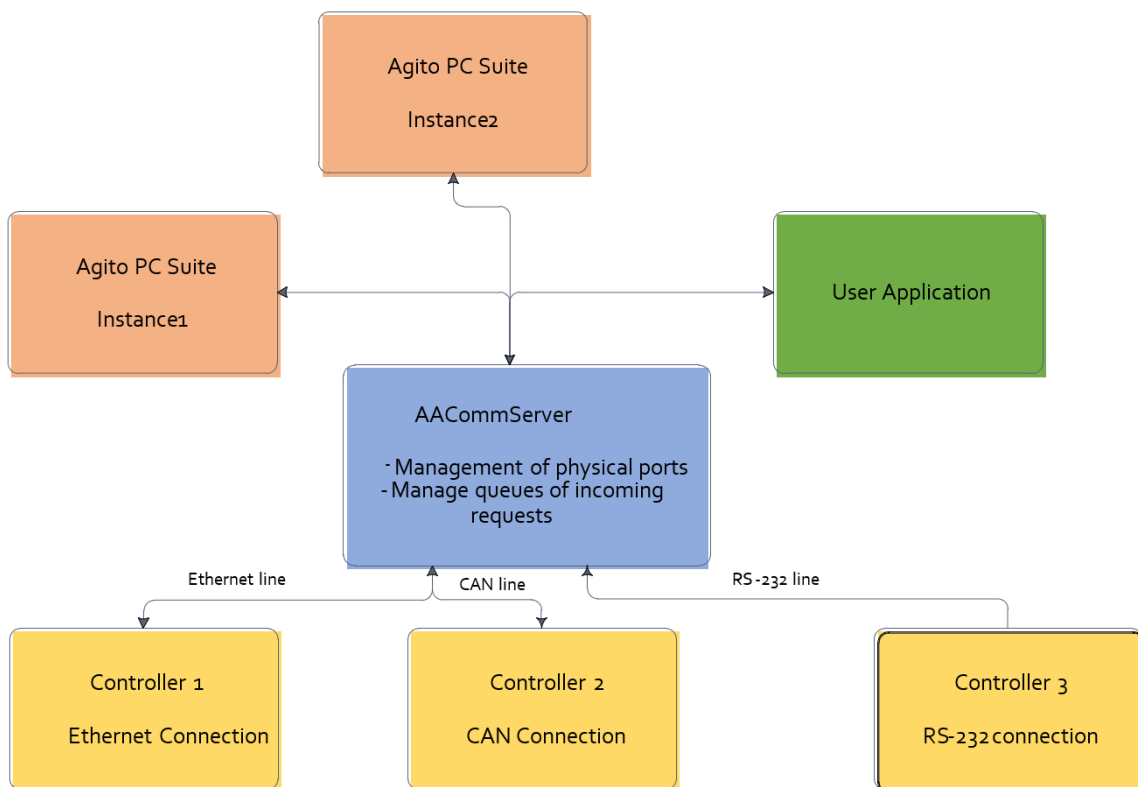 Agito PC Suite
Instance2
Agito PC Suite
Instance1
User Application
AACommServer
- Management of physical ports
- Manage queues of incoming
requests
Ethernet line
CAN line
RS-232 line
Controller 1
Ethernet Connection
Controller 2
CAN Connection
Controller 3
RS-232 connection